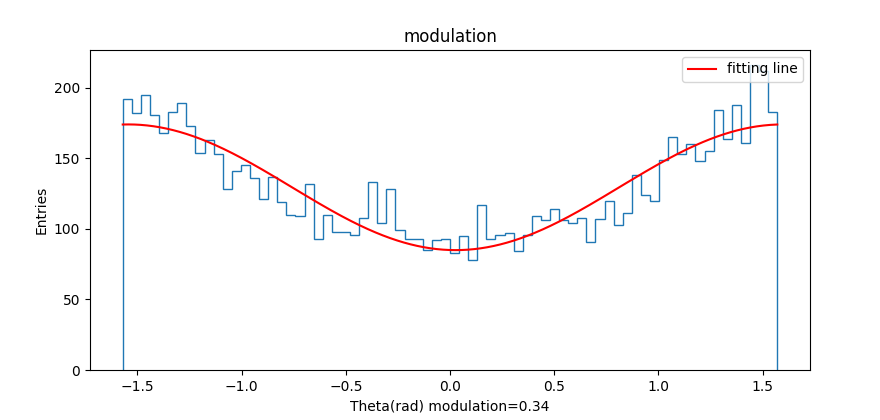 modulation
fitting line
200
150
100
50
0
Entries
−1.5 −1.0 −0.5 0.0 0.5 1.0 1.5
Theta(rad) modulation=0.34